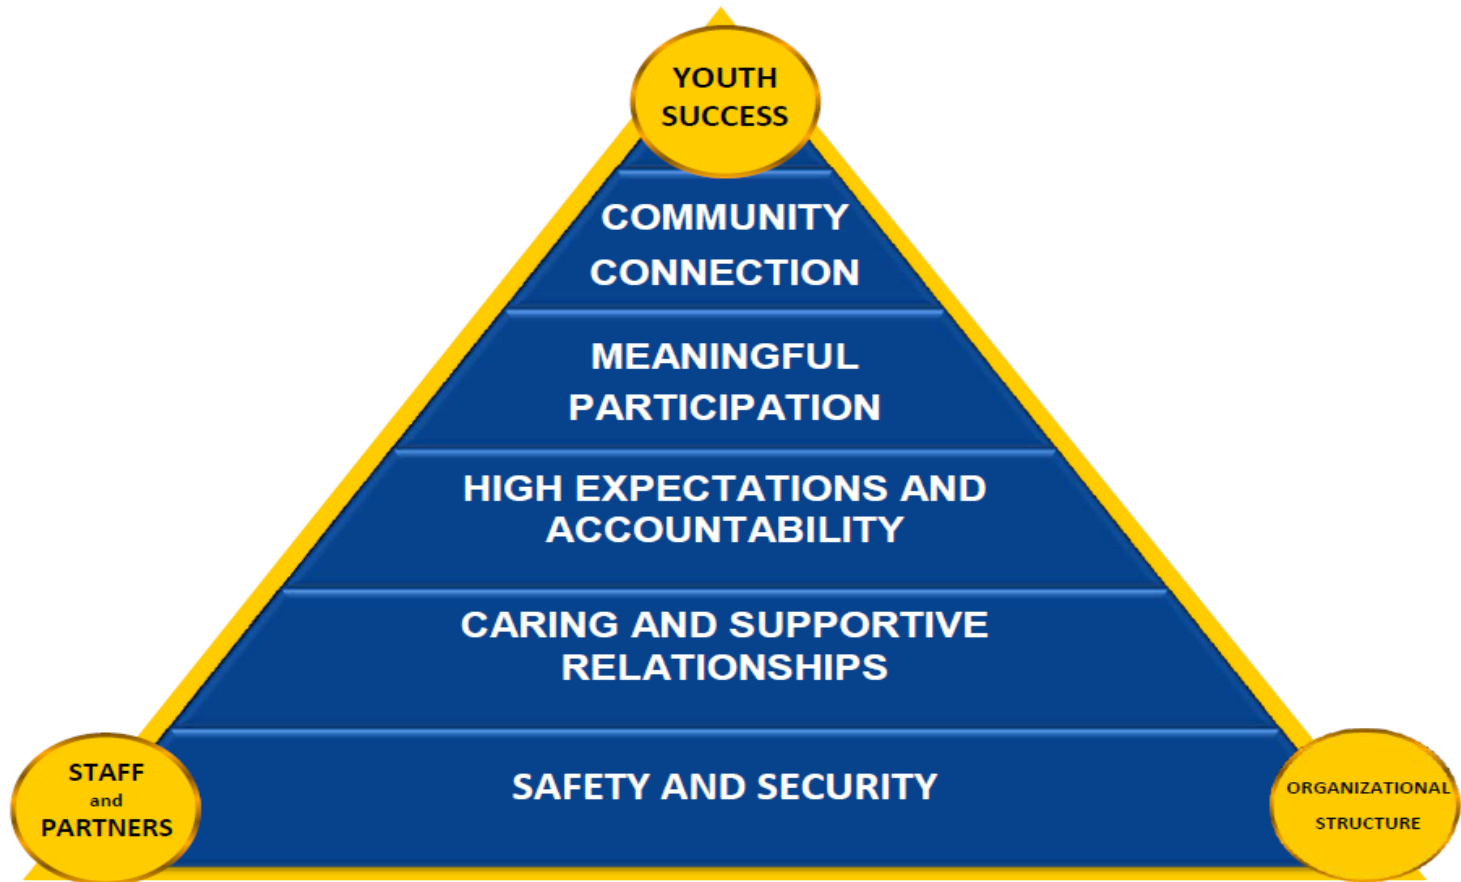 YOUTH
SUCCESS
COMMUNITY
CONNECTION
MEANINGFUL
PARTICIPATION
HIGH EXPECTATIONS AND
ACCOUNTABILITY
CARING AND SUPPORTIVE
RELATIONSHIPS
SAFETY AND SECURITY
STAFF
and
PARTNERS
ORGANIZATIONAL
STRUCTURE